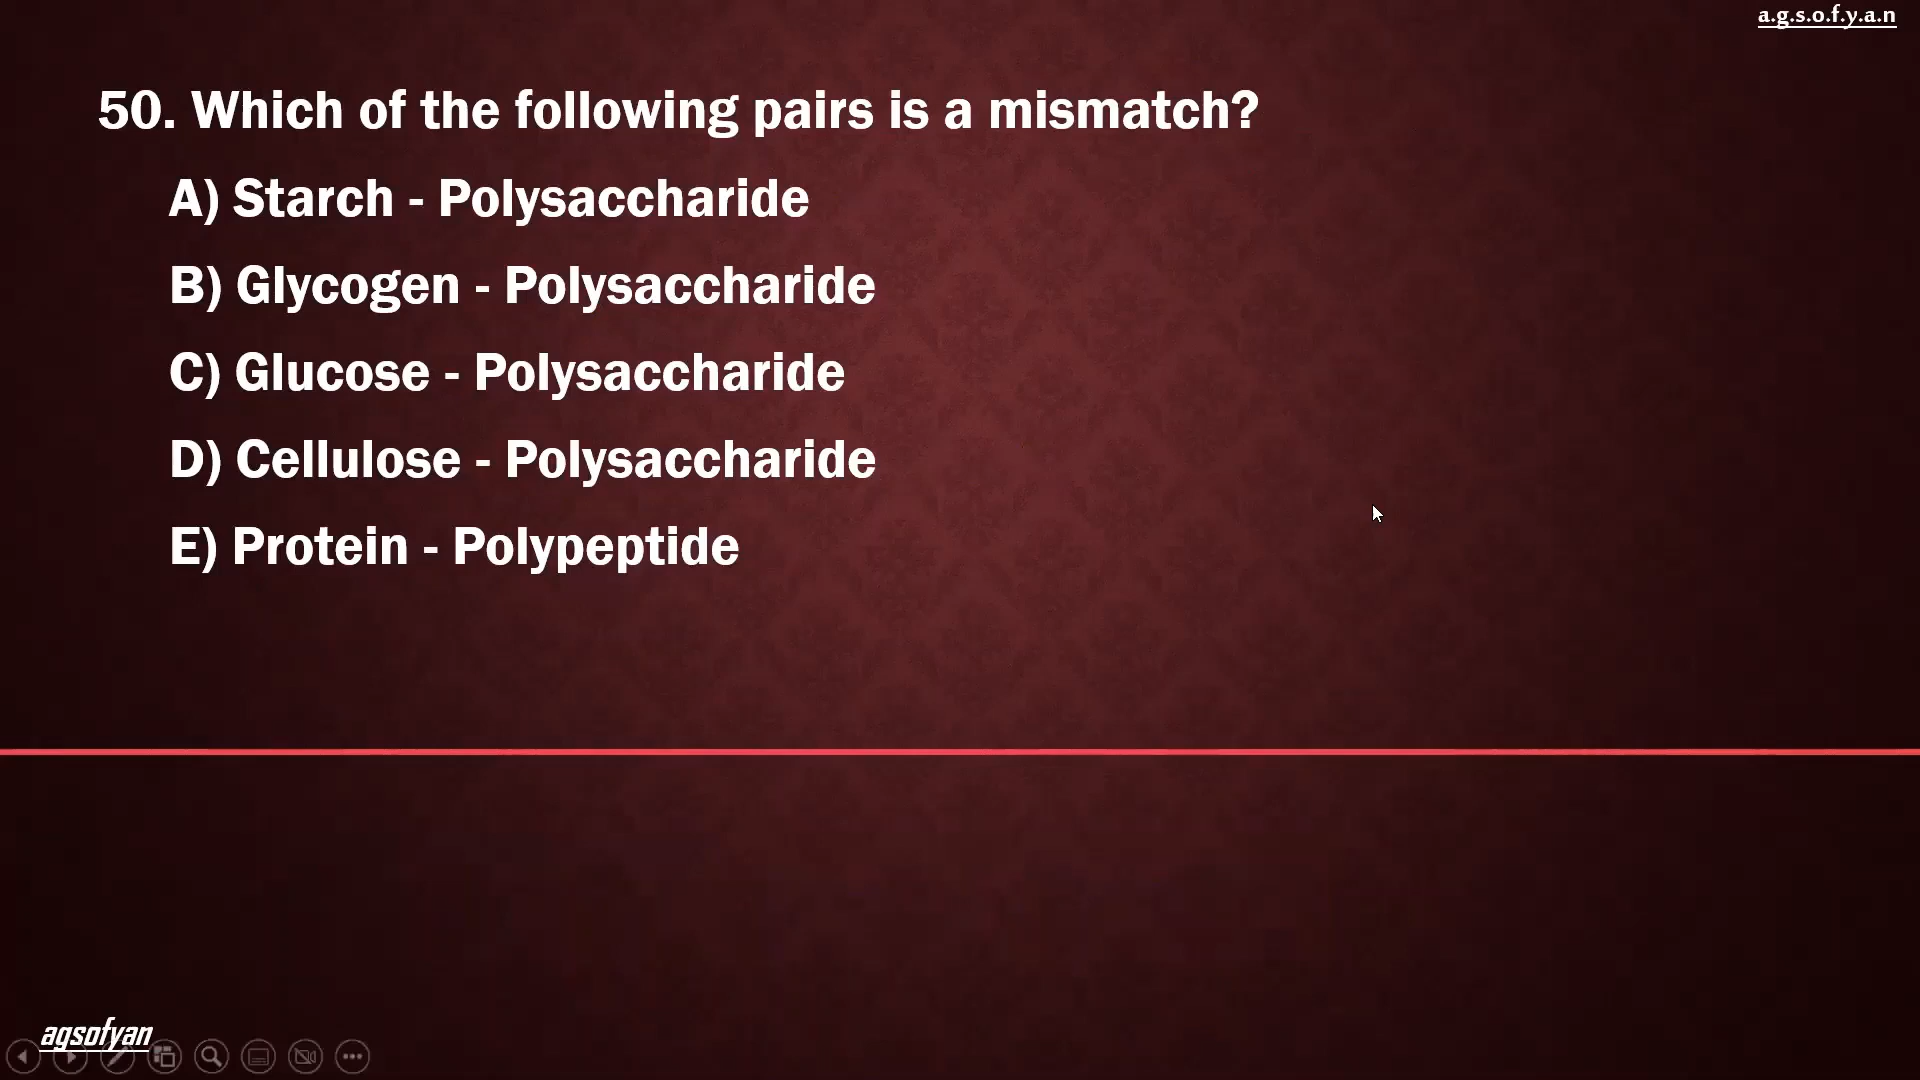 a.g.s.o.f.y.a.n
50. Which of the following pairs is a mismatch?
A) Starch - Polysaccharide
B) Glycogen - Polysaccharide
C) Glucose - Polysaccharide
D) Cellulose - Polysaccharide
E) Protein - Polypeptide
agsofyan